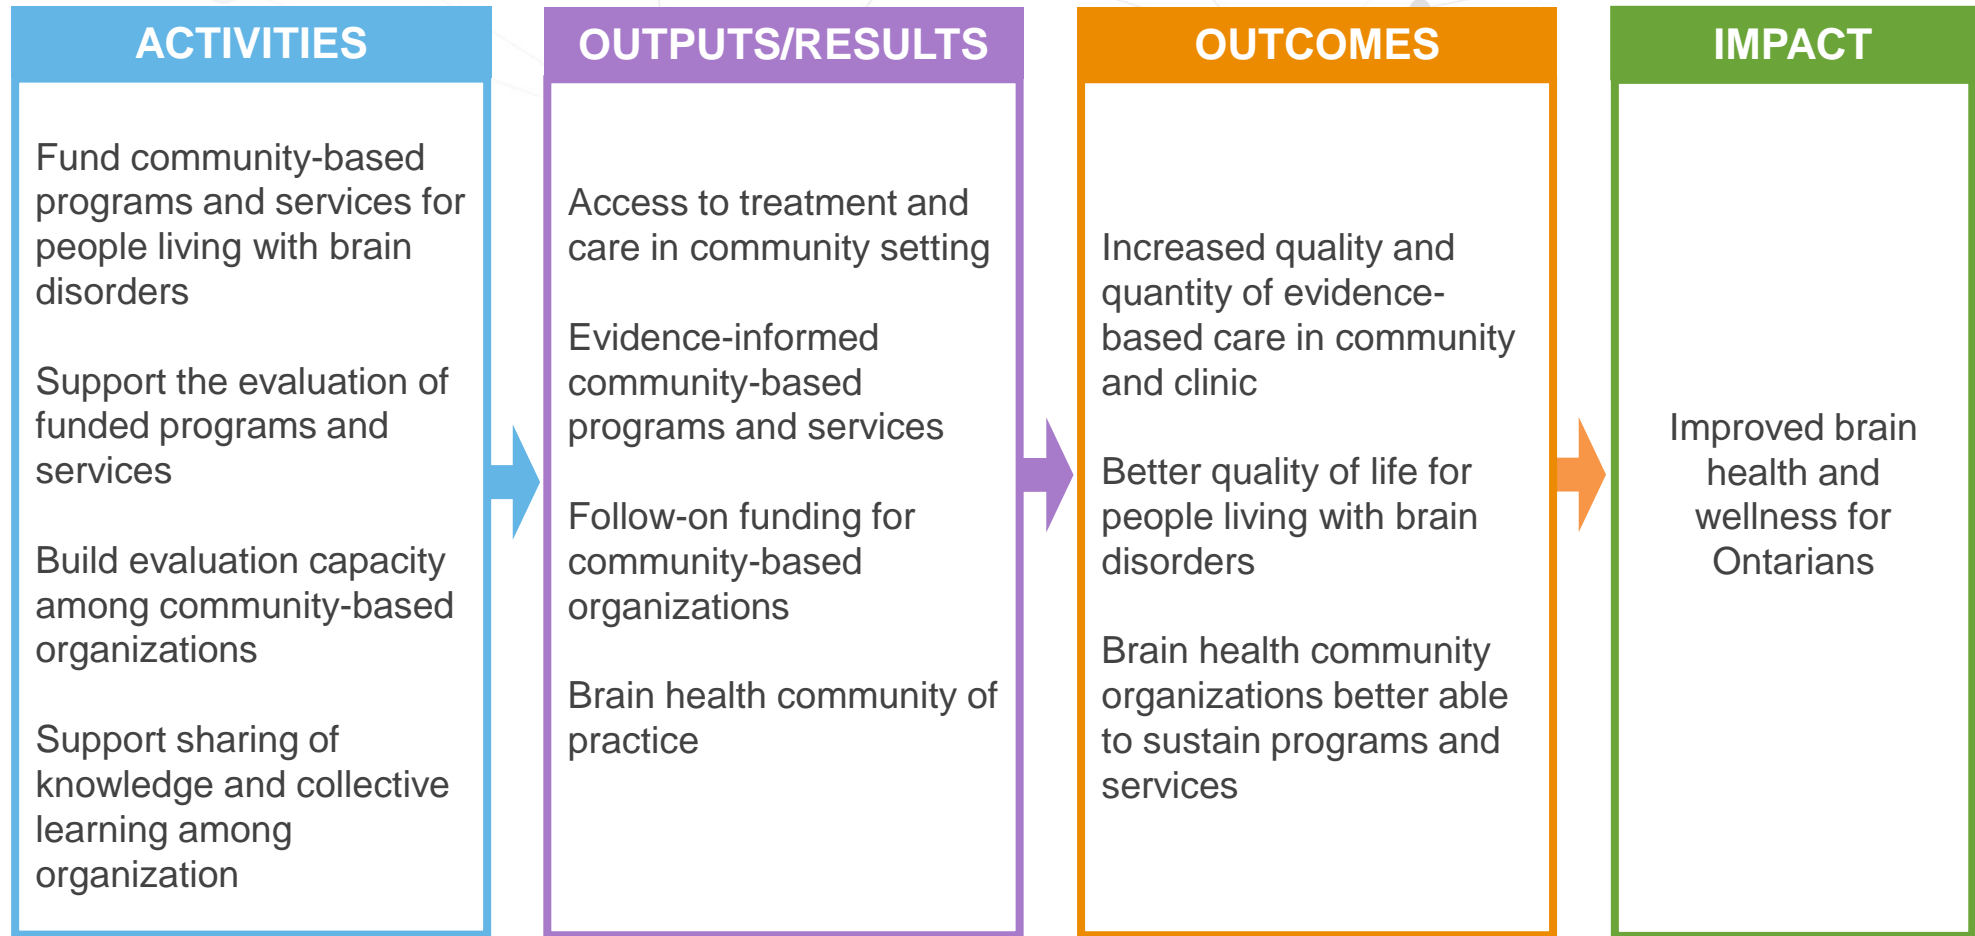 ACTIVITIES
Fund community-based
programs and services for
people living with brain
disorders
Support the evaluation of
funded programs and
services
Build evaluation capacity
among community-based
organizations
Support sharing of
knowledge and collective
learning among
organization
OUTPUTS/RESULTS
Access to treatment and
care in community setting
Evidence-informed
community-based
programs and services
Follow-on funding for
community-based
organizations
Brain health community of
practice
OUTCOMES
Increased quality and
quantity of evidence-
based care in community
and clinic
Better quality of life for
people living with brain
disorders
Brain health community
organizations better able
to sustain programs and
services
IMPACT
Improved brain
health and
wellness for
Ontarians